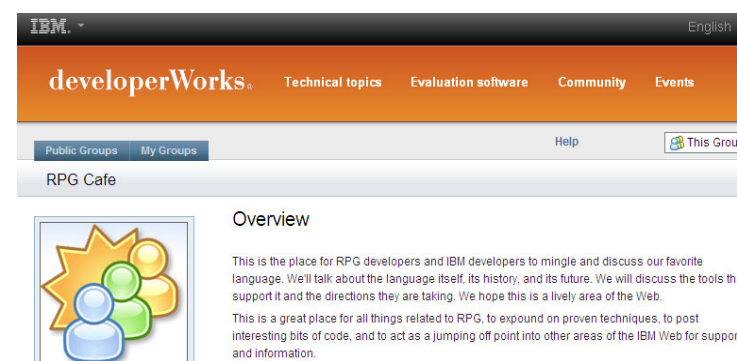 IBM.
English
developerWorks.
Technical topics
Evaluation software
Community
Events
Public Groups
My Groups
Help
This Grou
RPG Cafe
Overview
This is the place for RPG developers and IBM developers to mingle and discuss our favorite
language. We'll talk about the language itself, its history, and its future. We will discuss the tools th
support it and the directions they are taking. We hope this is a lively area of the Web.
This is a great place for all things related to RPG, to expound on proven techniques, to post
interesting bits of code, and to act as a jumping off point into other areas of the IBM Web for suppor
and information.